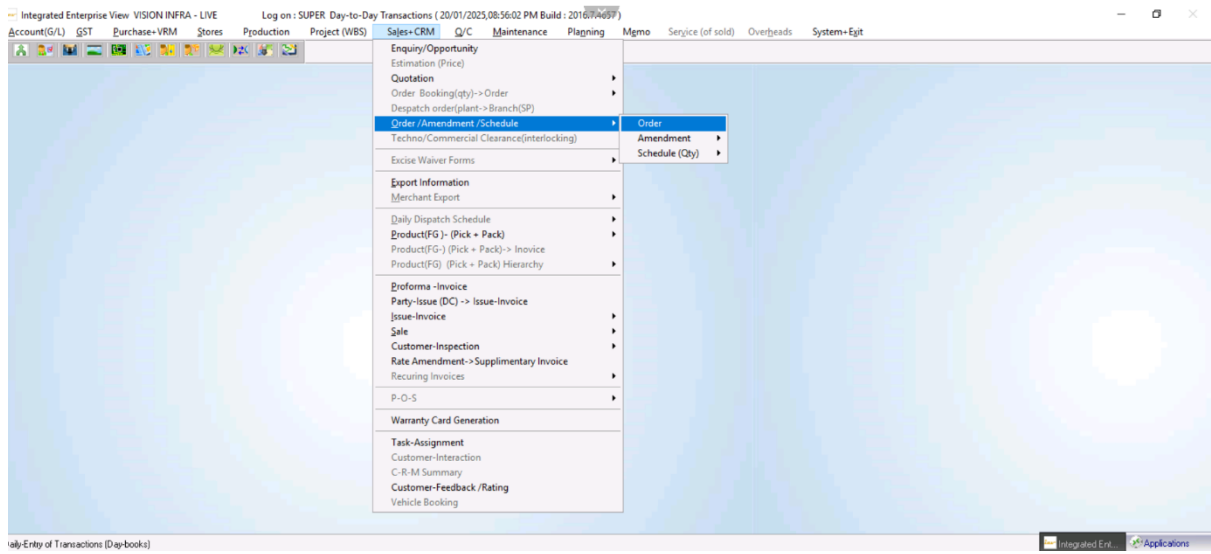 Integrated Enterprise View VISION INFRA - LIVE Log on : SUPER Day-to-Day Transactions ( 20/01/2025,08:56:02 PM Build : 2016.7.4657 )
Account(G/L) GST Purchase+VRM Stores Production Project (WBS) Sales+CRM Q/C Maintenance Planning Memo Service (of sold) Overheads System+Exit
Enquiry/Opportunity
Estimation (Price)
Quotation
Order Booking(qty)->Order
Despatch order(plant->Branch(SP)
Order /Amendment /Schedule
Order
Techno/Commercial Clearance(interlocking)
Amendment
Schedule (Qty)
Excise Waiver Forms
Export Information
Merchant Export
Daily Dispatch Schedule
Product(FG )- (Pick + Pack)
Product(FG-) (Pick + Pack)-> Inovice
Product(FG) (Pick + Pack) Hierarchy
Proforma -Invoice
Party-Issue (DC) -> Issue-Invoice
Issue-Invoice
Sale
Customer-Inspection
Rate Amendment->Supplimentary Invoice
Recuring Invoices
P-O-S
Warranty Card Generation
Task-Assignment
Customer-Interaction
C-R-M Summary
Customer-Feedback /Rating
Vehicle Booking
aily-Entry of Transactions (Day-books)
Integrated Ent...
Applications